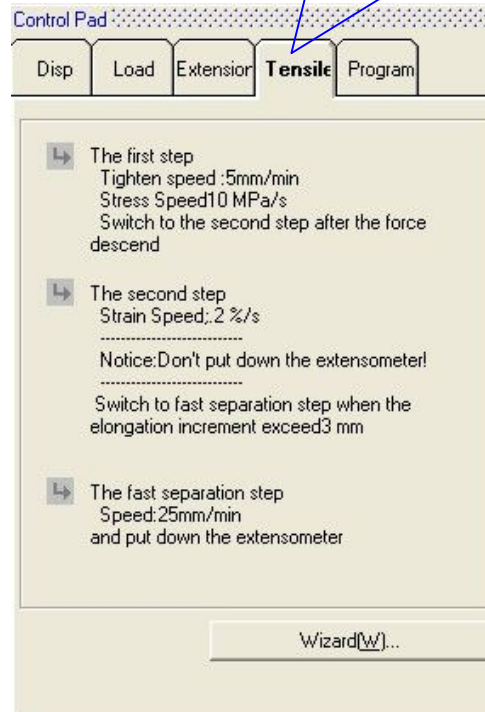 Control Pad
Disp Load Extension Tensile Program
The first step
Tighten speed :5mm/min
Stress Speed10 MPa/s
Switch to the second step after the force
descend
The second step
Strain Speed;.2 %/s
--------------------------
Notice:Don't put down the extensometer!
--------------------------
Switch to fast separation step when the
elongation increment exceed3 mm
The fast separation step
Speed:25mm/min
and put down the extensometer
Wizard(W)...